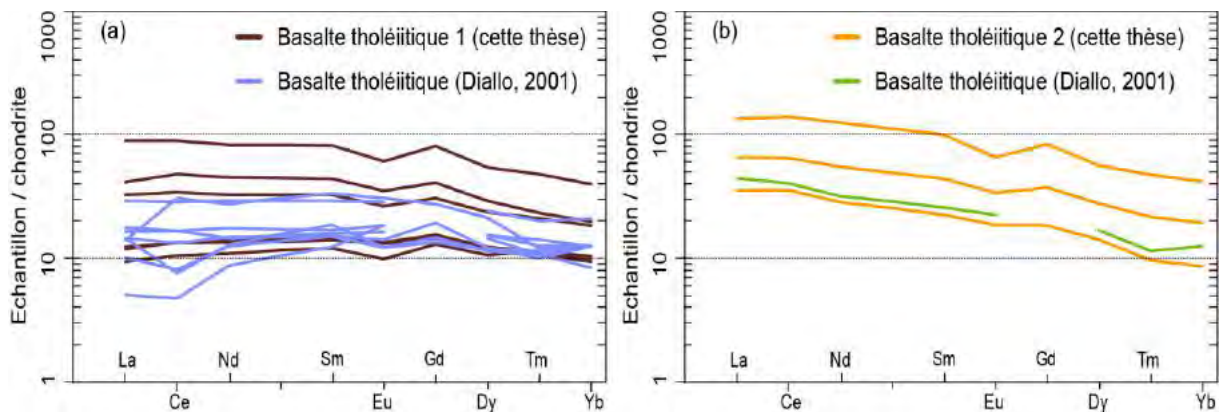 (a)
Basalte tholéiitique 1 (cette thèse)
Basalte tholéiitique (Diallo, 2001)
Echantillon / chondrite
1000
100
10
1
La
Nd
Sm
Gd
Tm
Ce
Eu
Dy
Yb
(b)
Basalte tholéiitique 2 (cette thèse)
Basalte tholéiitique (Diallo, 2001)
Echantillon / chondrite
1000
100
10
1
La
Nd
Sm
Gd
Tm
Ce
Eu
Dy
Yb